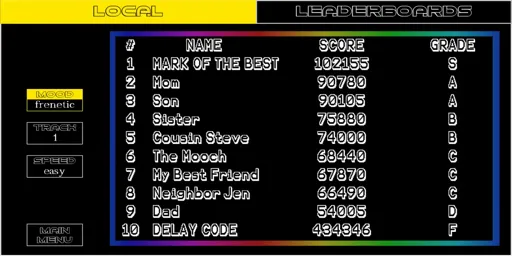 LOCAL LEADERBOARDS
# NAME SCORE GRADE
1 MARK OF THE BEST 102155 S
2 Mom 90780 A
3 Son 90105 A
4 Sister 75880 B
5 Cousin Steve 74000 B
6 The Mooch 68440 C
7 My Best Friend 67870 C
8 Neighbor Jen 66490 C
9 Dad 54005 D
10 DELAY CODE 434346 F
MOOD
frenetic
TRACK
1
SPEED
easy
MAIN
MENU